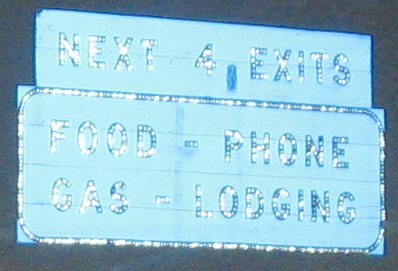 NEXT 4 EXITS
FOOD - PHONE
GAS - LODGING